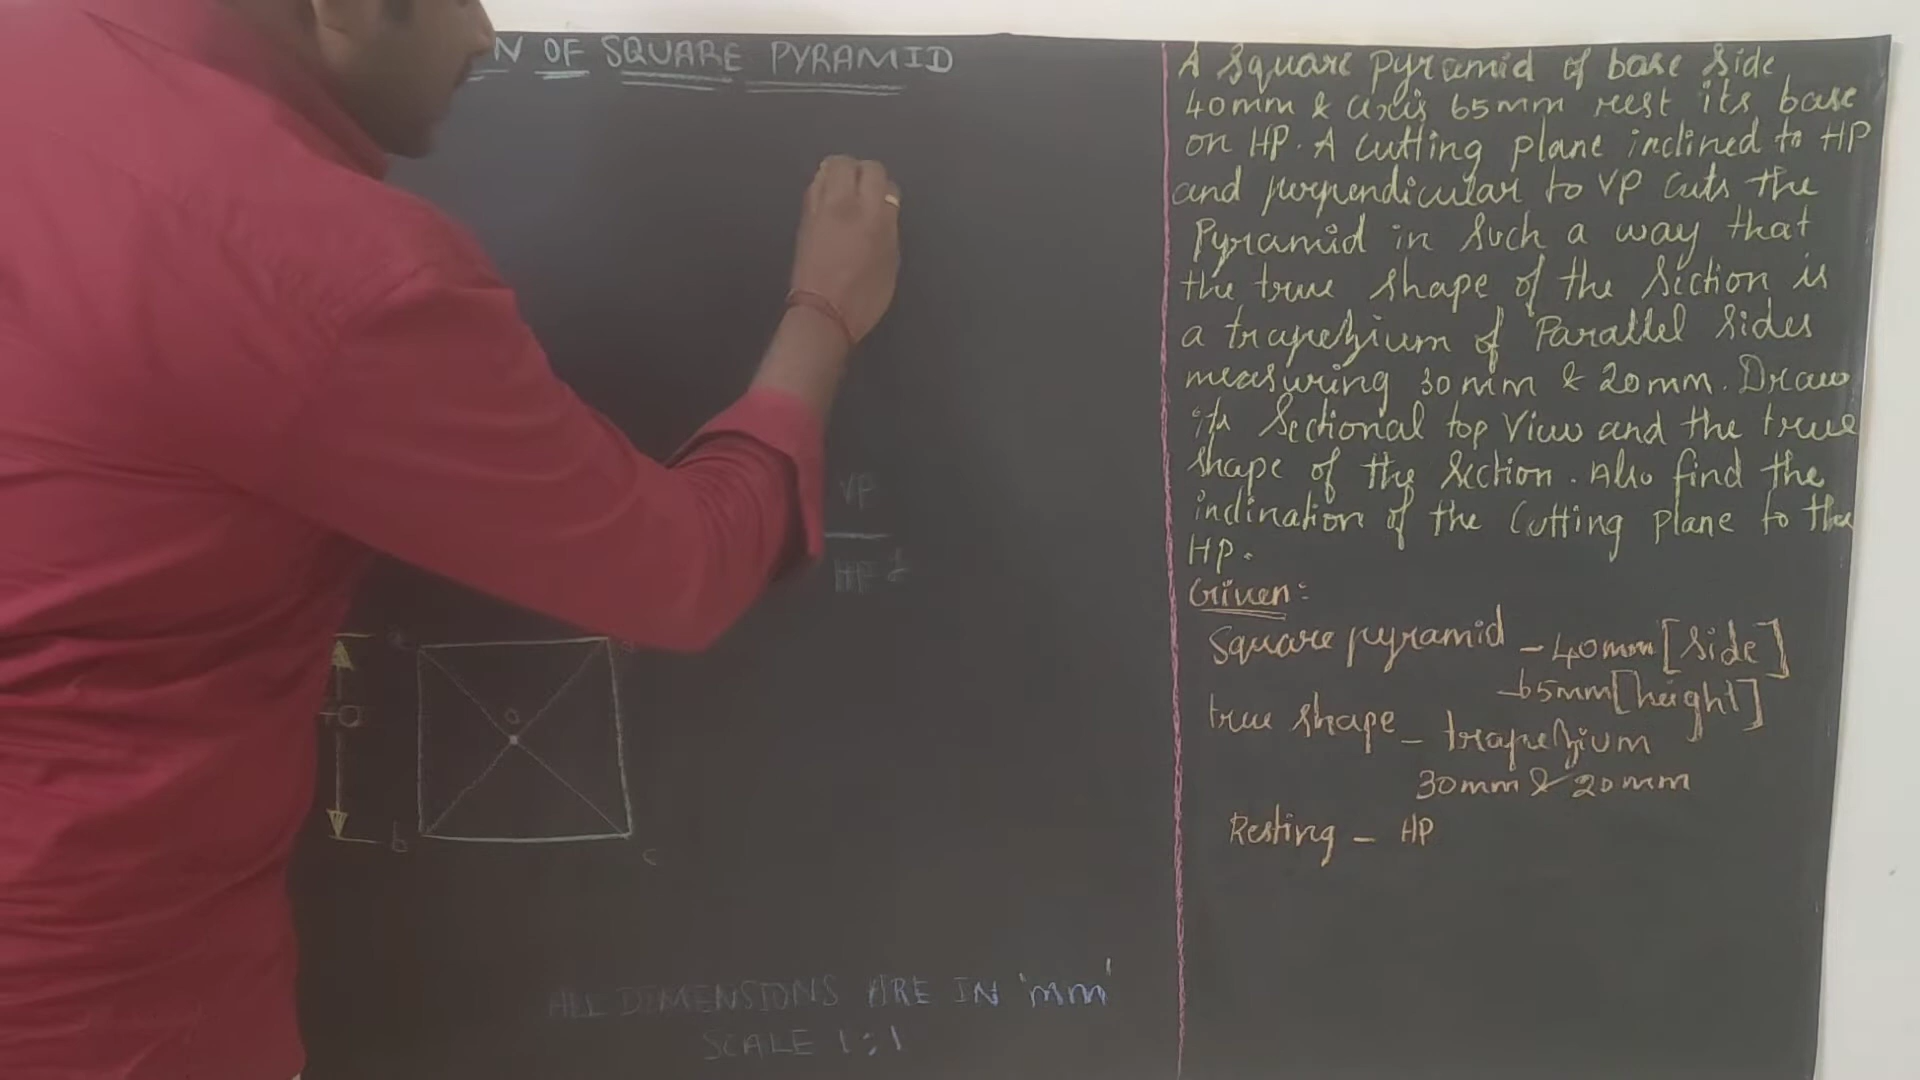 N OF SQUARE PYRAMID
A Square pyramid of base side
40mm & axis 65mm rest its base
on HP. A Cutting plane inclined to HP
and perpendicular to VP cuts the
Pyramid in such a way that
the true shape of the Section is
a trapezium of Parallel sides
measuring 30mm & 20mm. Draw
Sectional top View and the true
shape of the section. Also find the
inclination of the Cutting plane to the
HP.
Given:
Square pyramid - 40mm [side]
- 65mm [height]
true shape - trapezium
30mm & 20mm
Resting - HP
VP
HP
o
b
c
ALL DIMENSIONS ARE IN 'mm'
SCALE 1:1